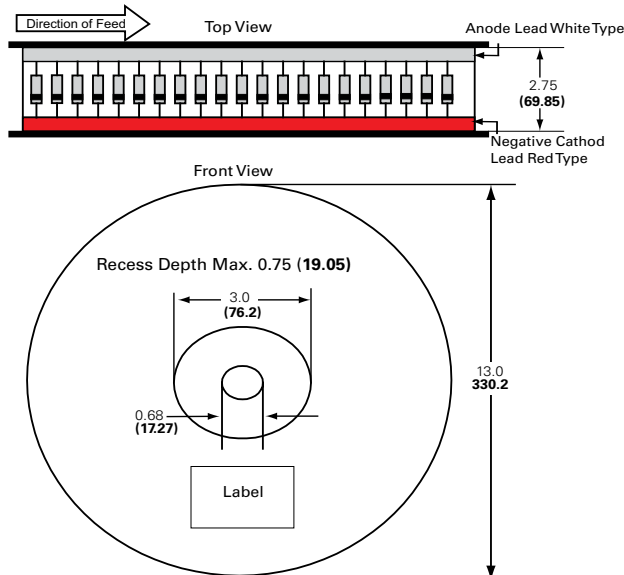 Direction of Feed
Top View
Anode Lead White Type
2.75
(69.85)
Negative Cathod
Lead Red Type
Front View
Recess Depth Max. 0.75 (19.05)
3.0
(76.2)
13.0
330.2
0.68
(17.27)
Label